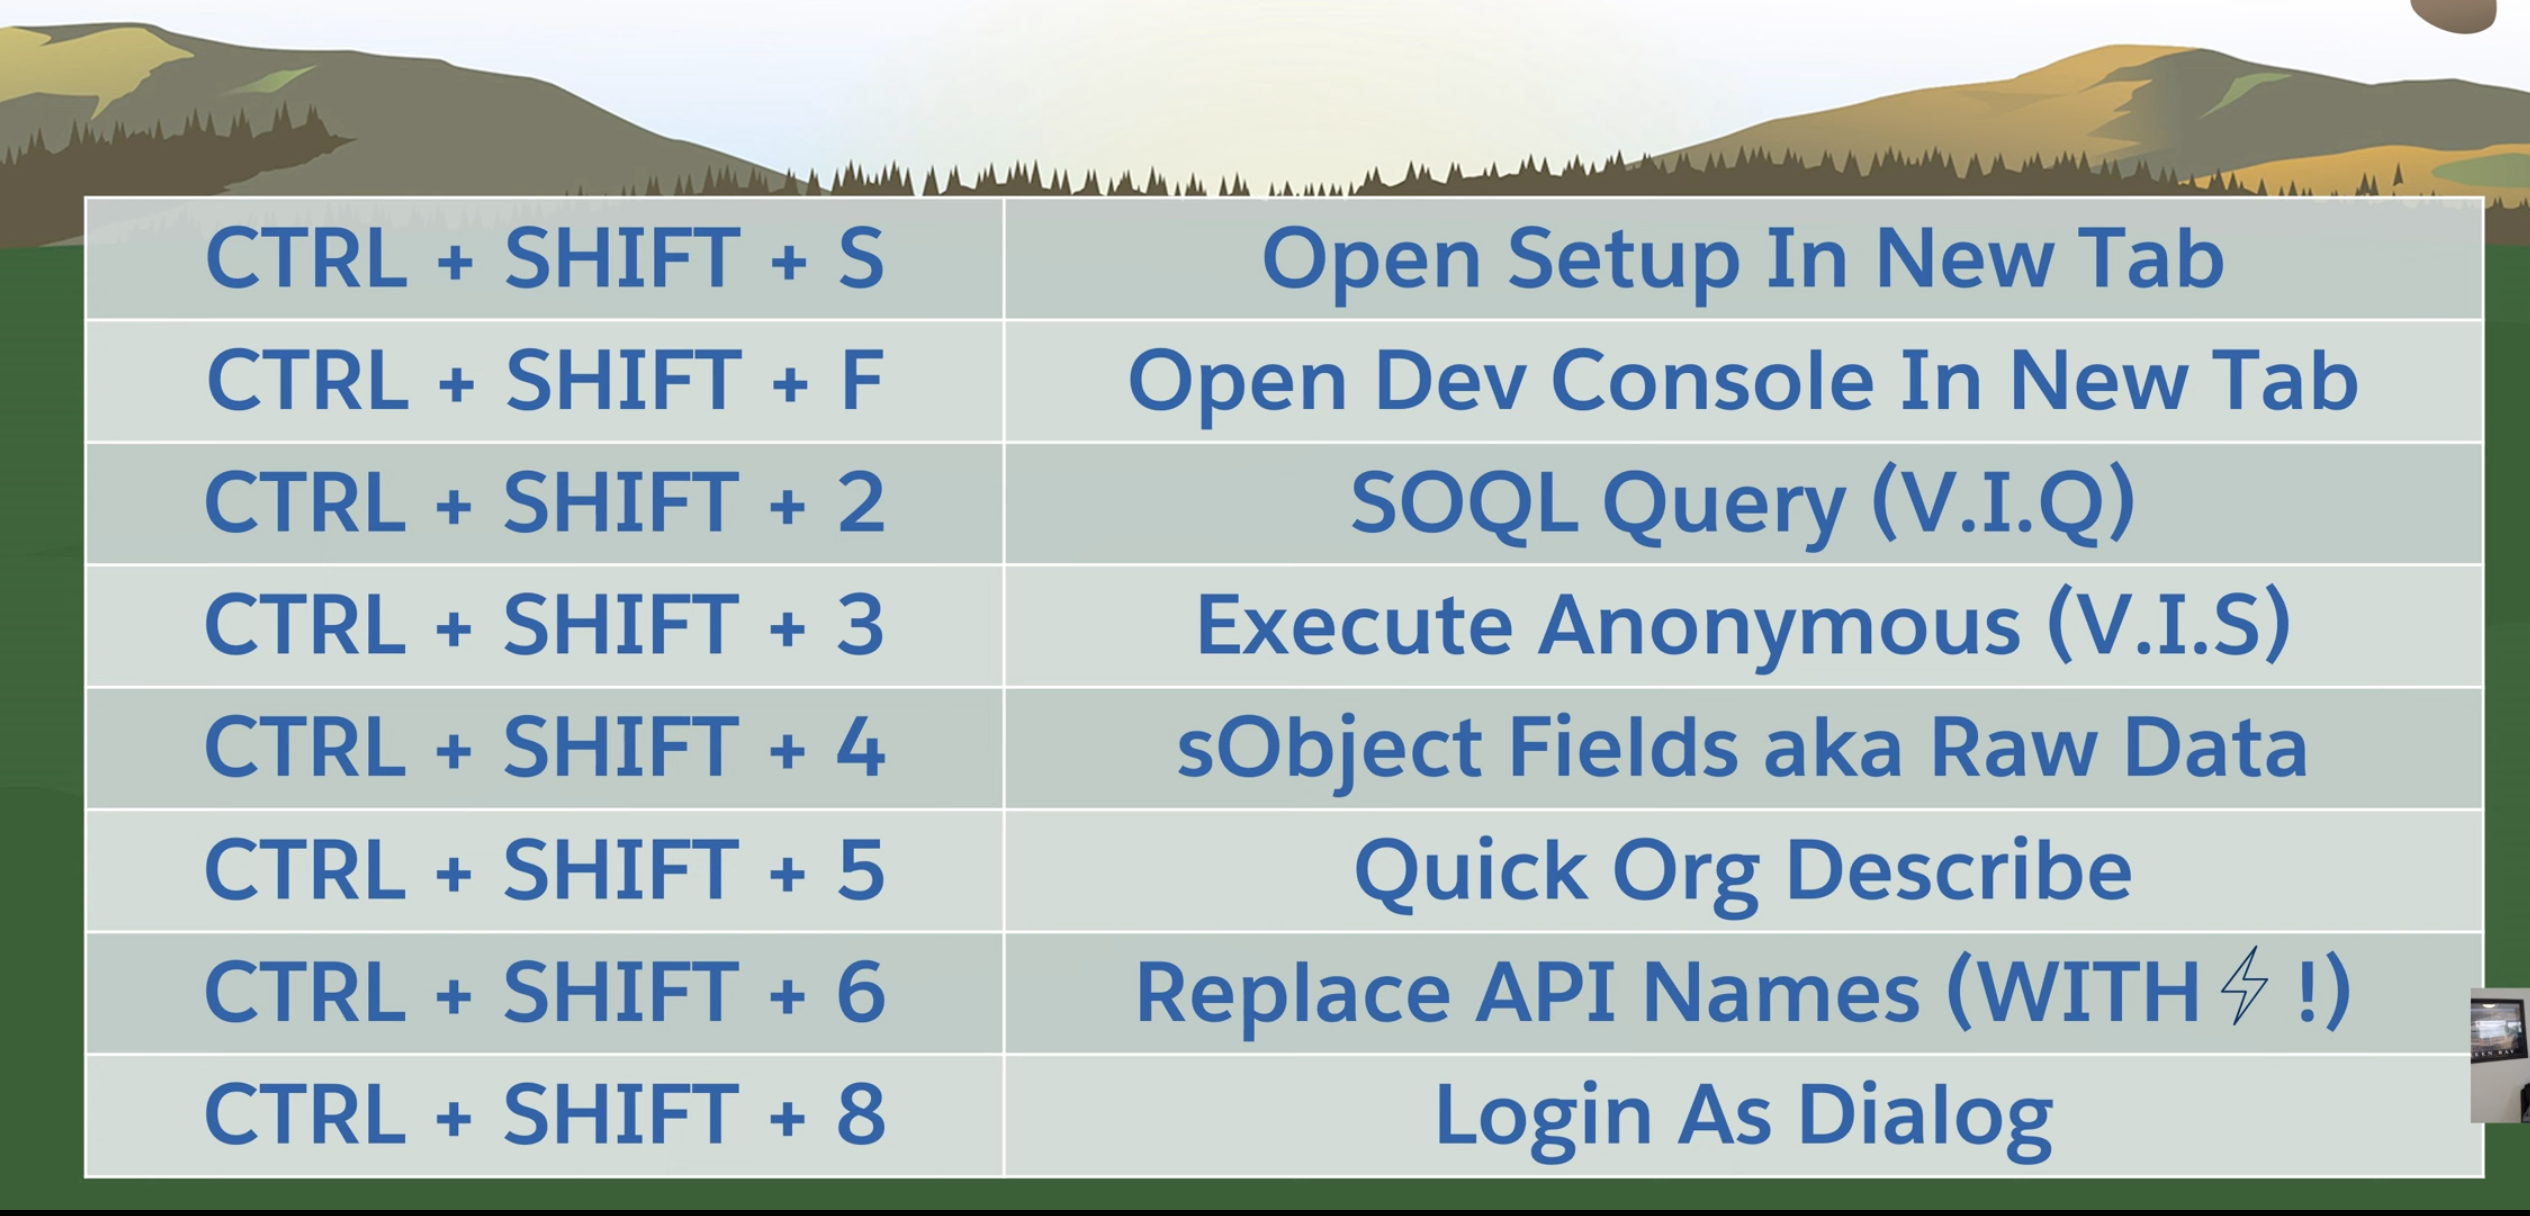 CTRL + SHIFT + S Open Setup In New Tab
CTRL + SHIFT + F Open Dev Console In New Tab
CTRL + SHIFT + 2 SOQL Query (V.I.Q)
CTRL + SHIFT + 3 Execute Anonymous (V.I.S)
CTRL + SHIFT + 4 sObject Fields aka Raw Data
CTRL + SHIFT + 5 Quick Org Describe
CTRL + SHIFT + 6 Replace API Names (WITH⚡!)
CTRL + SHIFT + 8 Login As Dialog